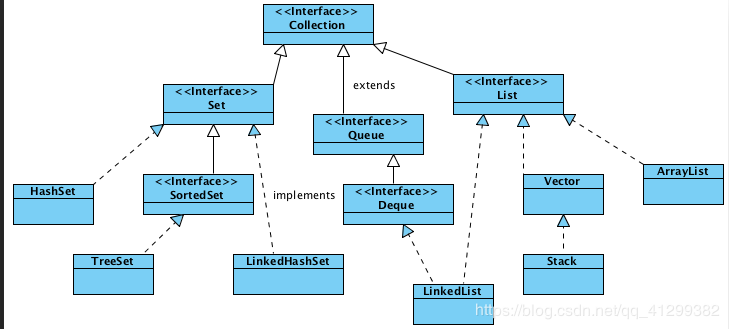 <<Interface>>
Collection
<<Interface>>
Set
extends
<<Interface>>
List
<<Interface>>
Queue
HashSet
<<Interface>>
SortedSet
implements
<<Interface>>
Deque
Vector
ArrayList
TreeSet
LinkedHashSet
LinkedList
Stack
https://blog.csdn.net/qq_41299382